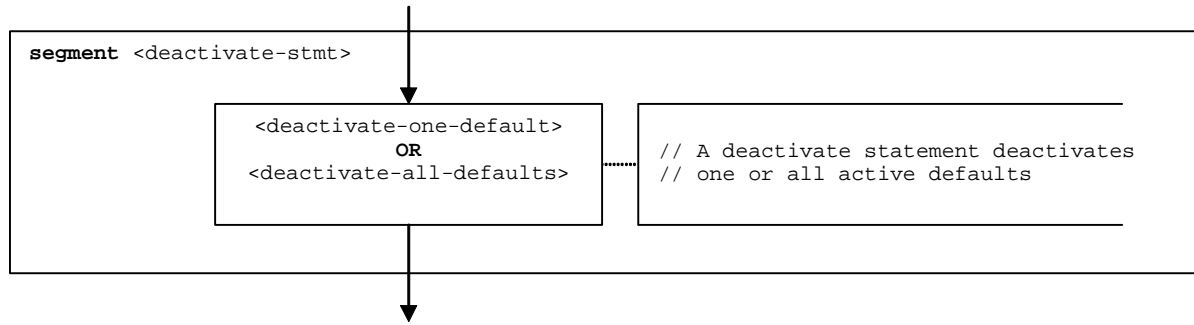 segment <deactivate-stmt>
<deactivate-one-default>
OR
<deactivate-all-defaults>
// A deactivate statement deactivates
// one or all active defaults